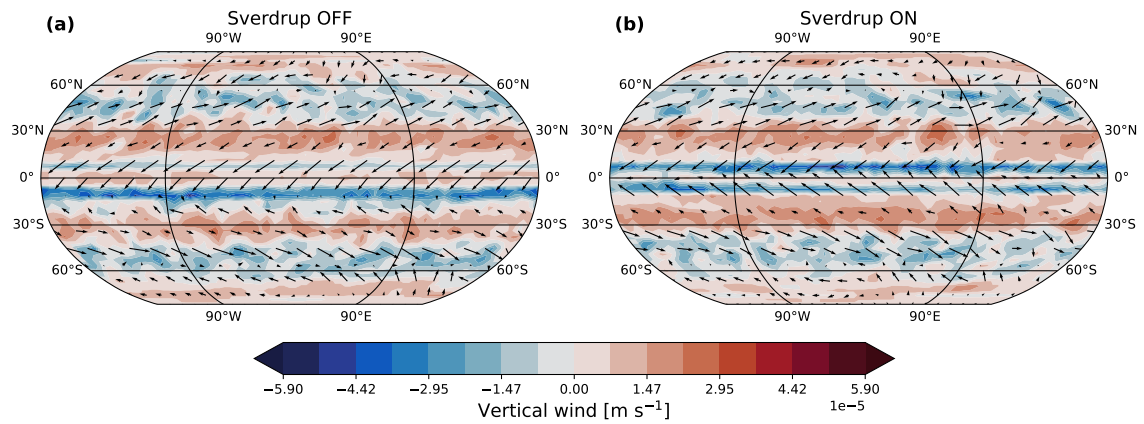 (a) Sverdrup OFF
90°W 90°E
60°N 60°N
30°N 30°N
0° 0°
30°S 30°S
60°S 60°S
90°W 90°E
(b) Sverdrup ON
90°W 90°E
60°N 60°N
30°N 30°N
0° 0°
30°S 30°S
60°S 60°S
90°W 90°E
−5.90 −4.42 −2.95 −1.47 0.00 1.47 2.95 4.42 5.90
1e−5
Vertical wind [m s⁻¹]